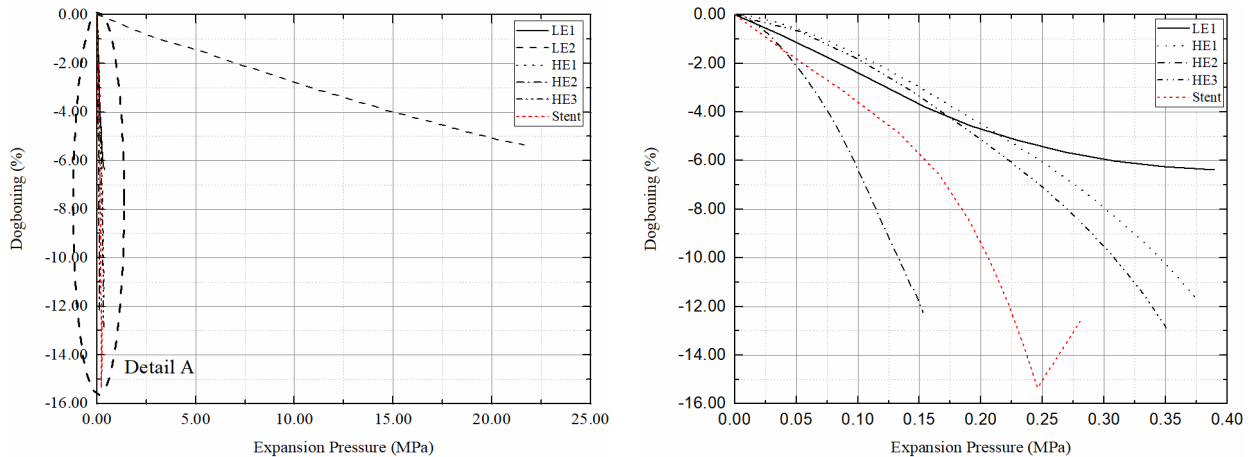 0.00
-2.00
-4.00
-6.00
-8.00
-10.00
-12.00
-14.00
-16.00
Dogboning (%)
0.00 5.00 10.00 15.00 20.00 25.00
Expansion Pressure (MPa)
LE1
LE2
HE1
HE2
HE3
Stent
Detail A
0.00
-2.00
-4.00
-6.00
-8.00
-10.00
-12.00
-14.00
-16.00
Dogboning (%)
0.00 0.05 0.10 0.15 0.20 0.25 0.30 0.35 0.40
Expansion Pressure (MPa)
LE1
HE1
HE2
HE3
Stent